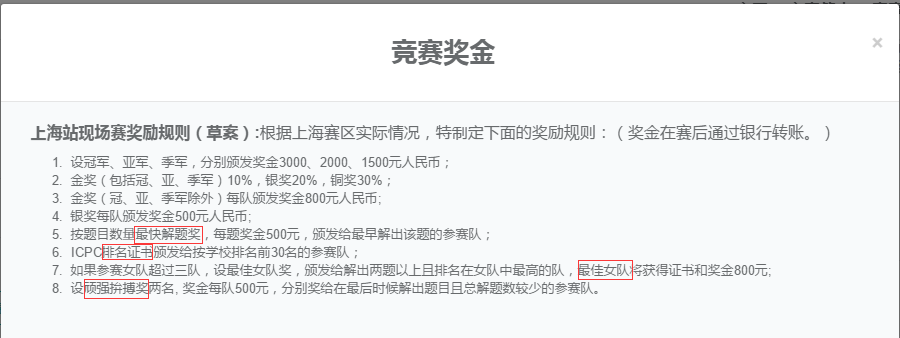 竞赛奖金
×
上海站现场赛奖励规则（草案）:根据上海赛区实际情况，特制定下面的奖励规则：（ 奖金在赛后通过银行转账。 ）
1. 设冠军、亚军、季军，分别颁发奖金3000、2000、1500元人民币；
2. 金奖（包括冠、亚、季军）10%，银奖20%，铜奖30%；
3. 金奖（冠、亚、季军除外）每队颁发奖金800元人民币;
4. 银奖每队颁发奖金500元人民币;
5. 按题目数量最快解题奖，每题奖金500元，颁发给最早解出该题的参赛队；
6. ICPC排名证书颁发给按学校排名前30名的参赛队；
7. 如果参赛女队超过三队，设最佳女队奖，颁发给解出两题以上且排名在女队中最高的队，最佳女队将获得证书和奖金800元;
8. 设顽强拚搏奖两名, 奖金每队500元，分别奖给在最后时候解出题目且总解题数较少的参赛队。